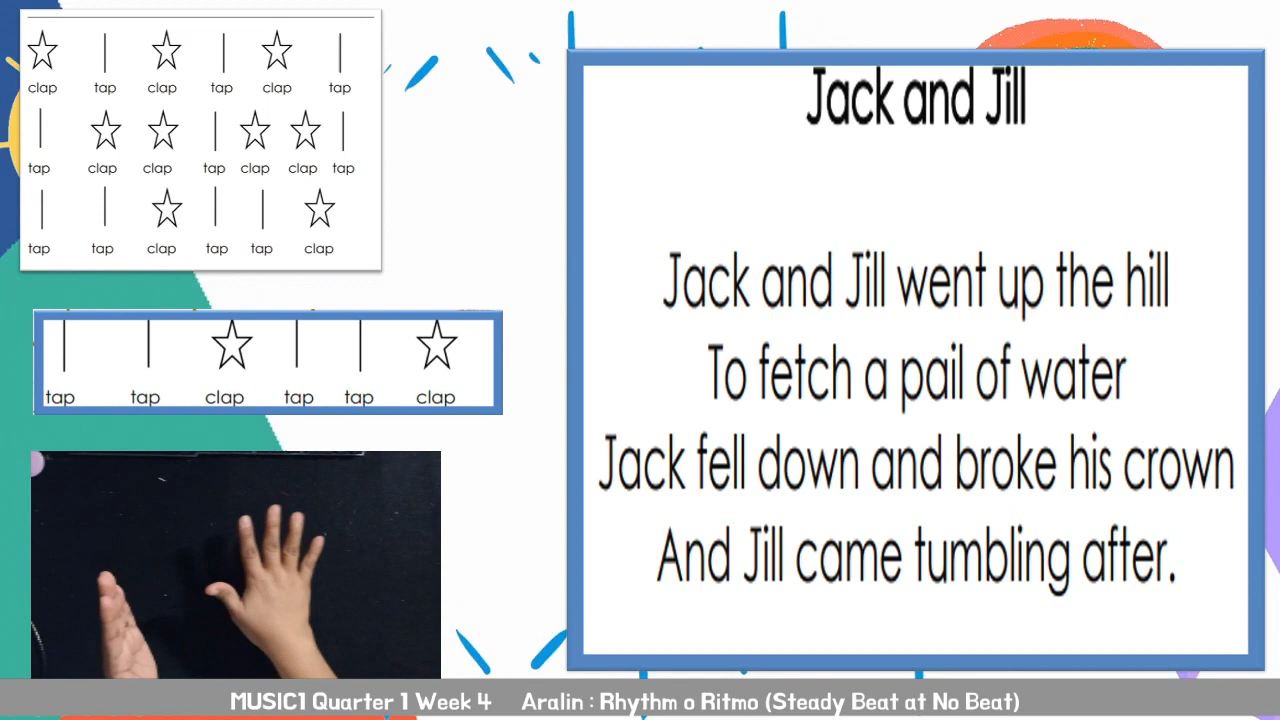 clap tap clap tap clap tap
tap clap clap tap clap clap tap
tap tap clap tap tap clap
tap tap clap tap tap clap
Jack and Jill
Jack and Jill went up the hill
To fetch a pail of water
Jack fell down and broke his crown
And Jill came tumbling after.
MUSIC1 Quarter 1 Week 4 Aralin : Rhythm o Ritmo (Steady Beat at No Beat)